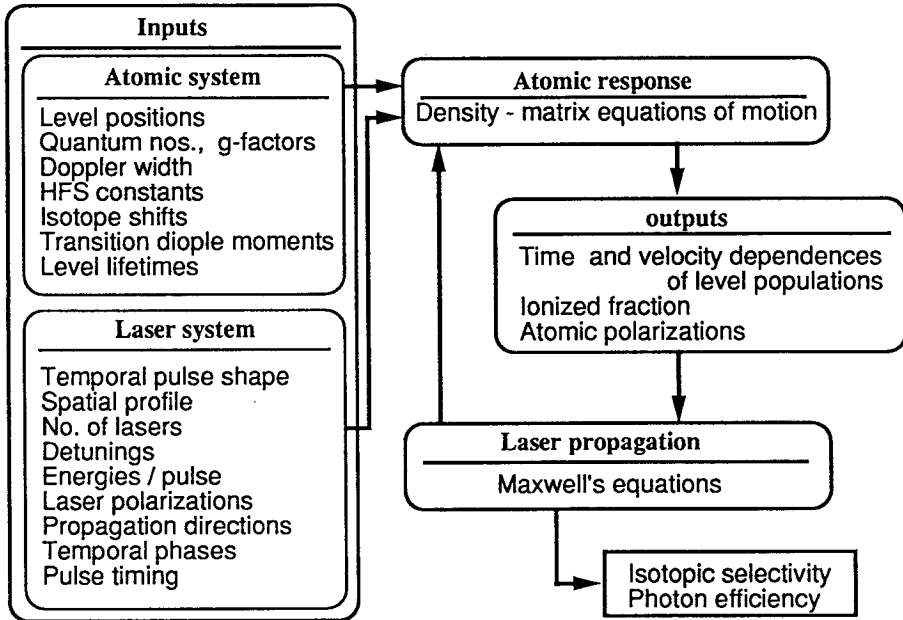 Inputs
Atomic system
Level positions
Quantum nos., g-factors
Doppler width
HFS constants
Isotope shifts
Transition diople moments
Level lifetimes
Laser system
Temporal pulse shape
Spatial profile
No. of lasers
Detunings
Energies / pulse
Laser polarizations
Propagation directions
Temporal phases
Pulse timing
Atomic response
Density - matrix equations of motion
outputs
Time and velocity dependences
of level populations
Ionized fraction
Atomic polarizations
Laser propagation
Maxwell's equations
Isotopic selectivity
Photon efficiency